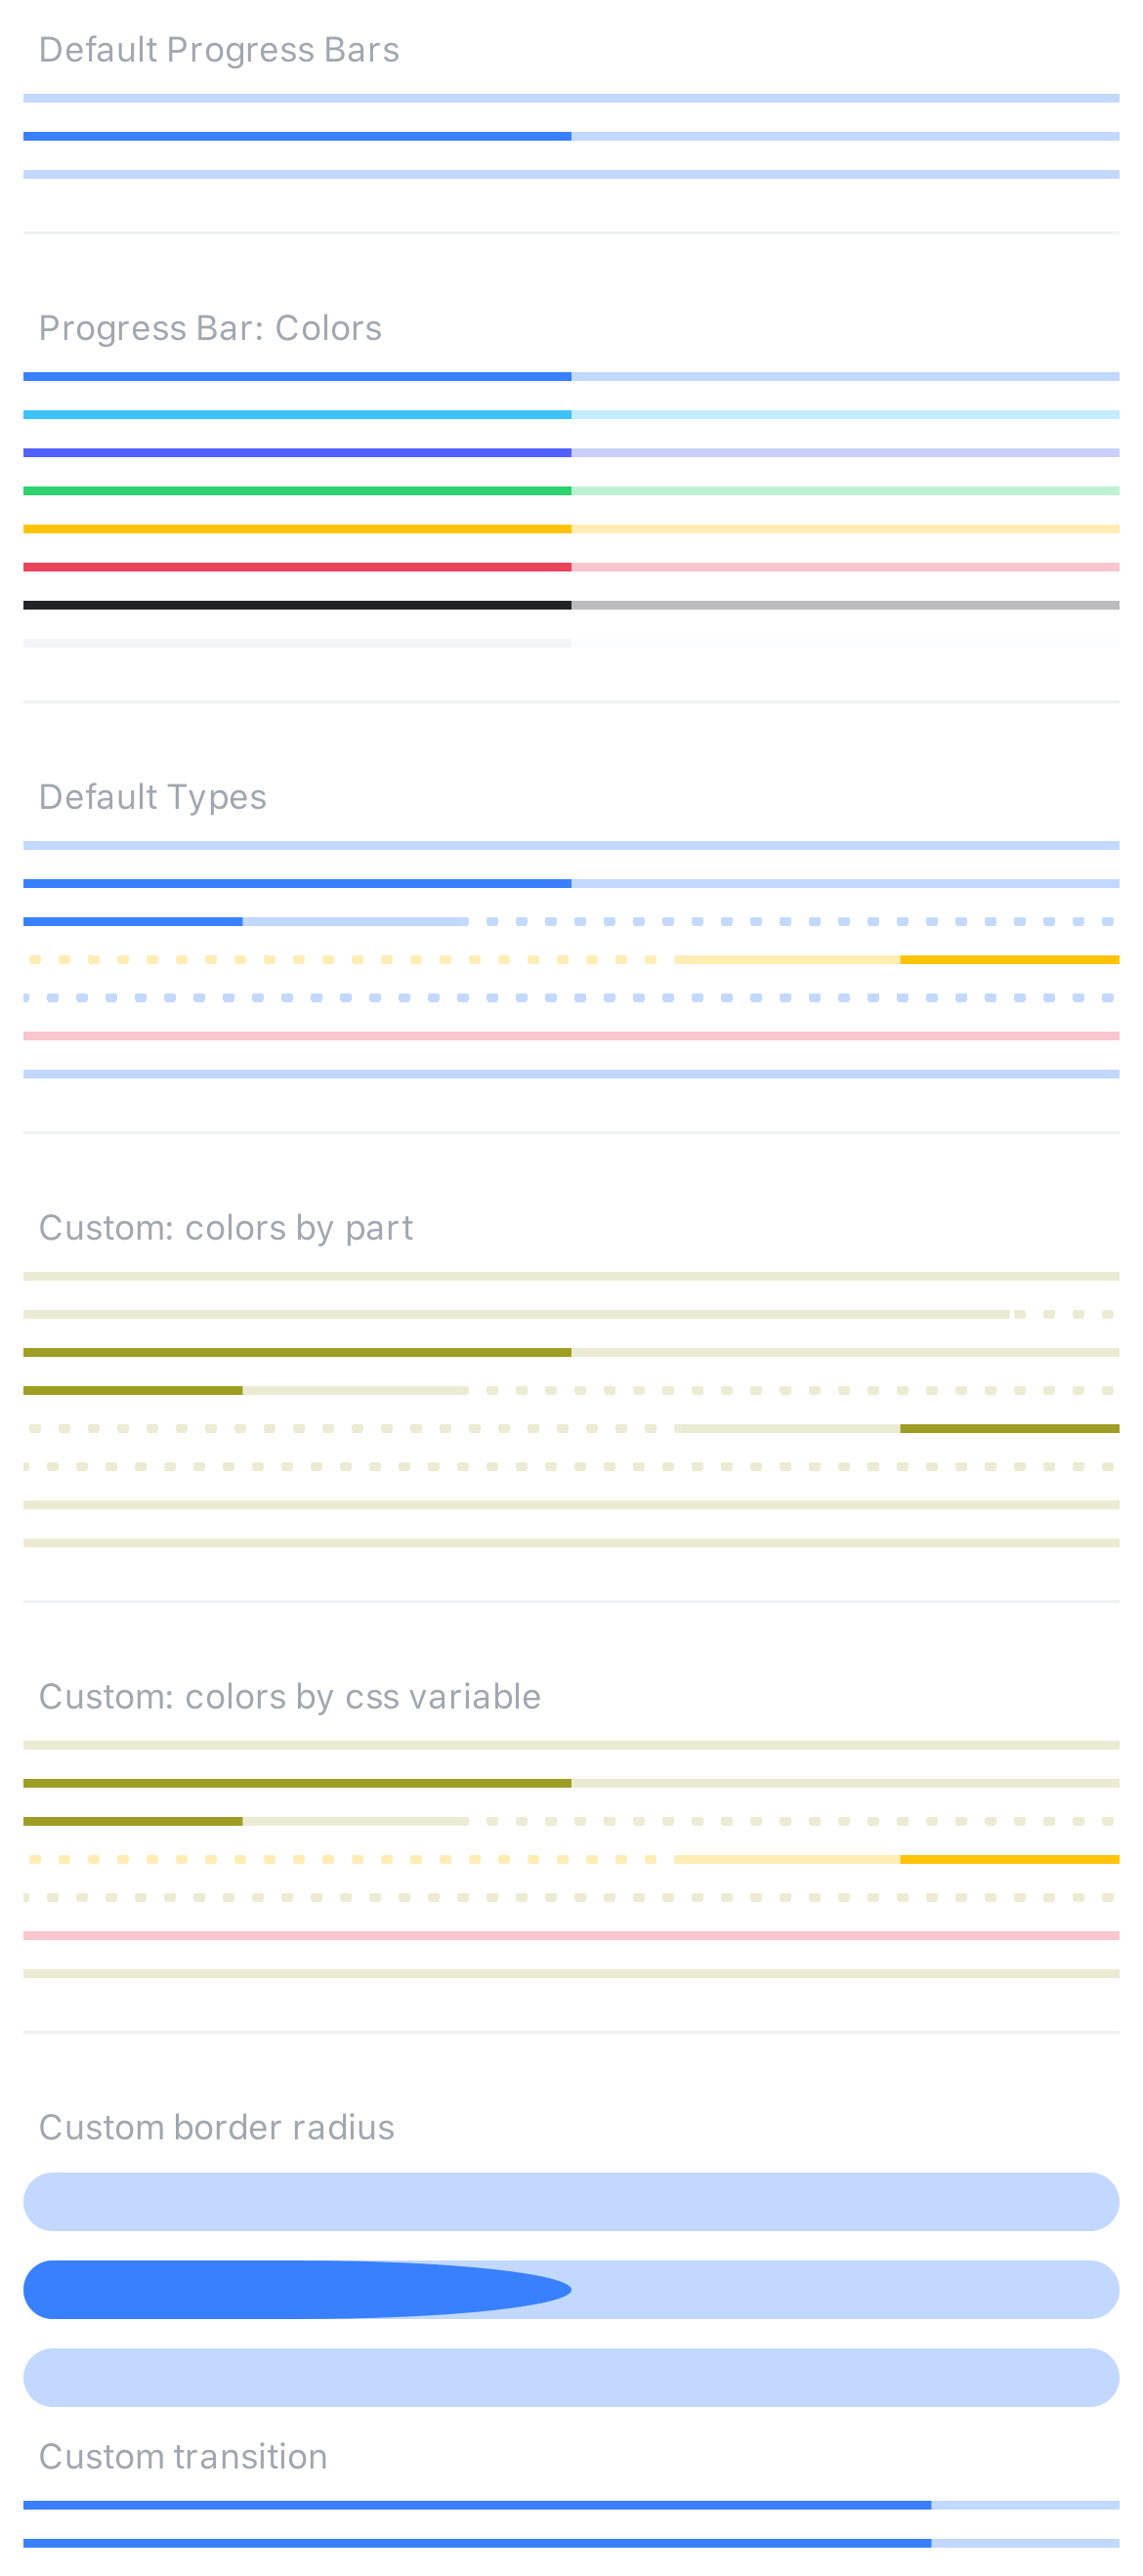 Default Progress Bars
Progress Bar: Colors
Default Types
Custom: colors by part
Custom: colors by css variable
Custom border radius
Custom transition